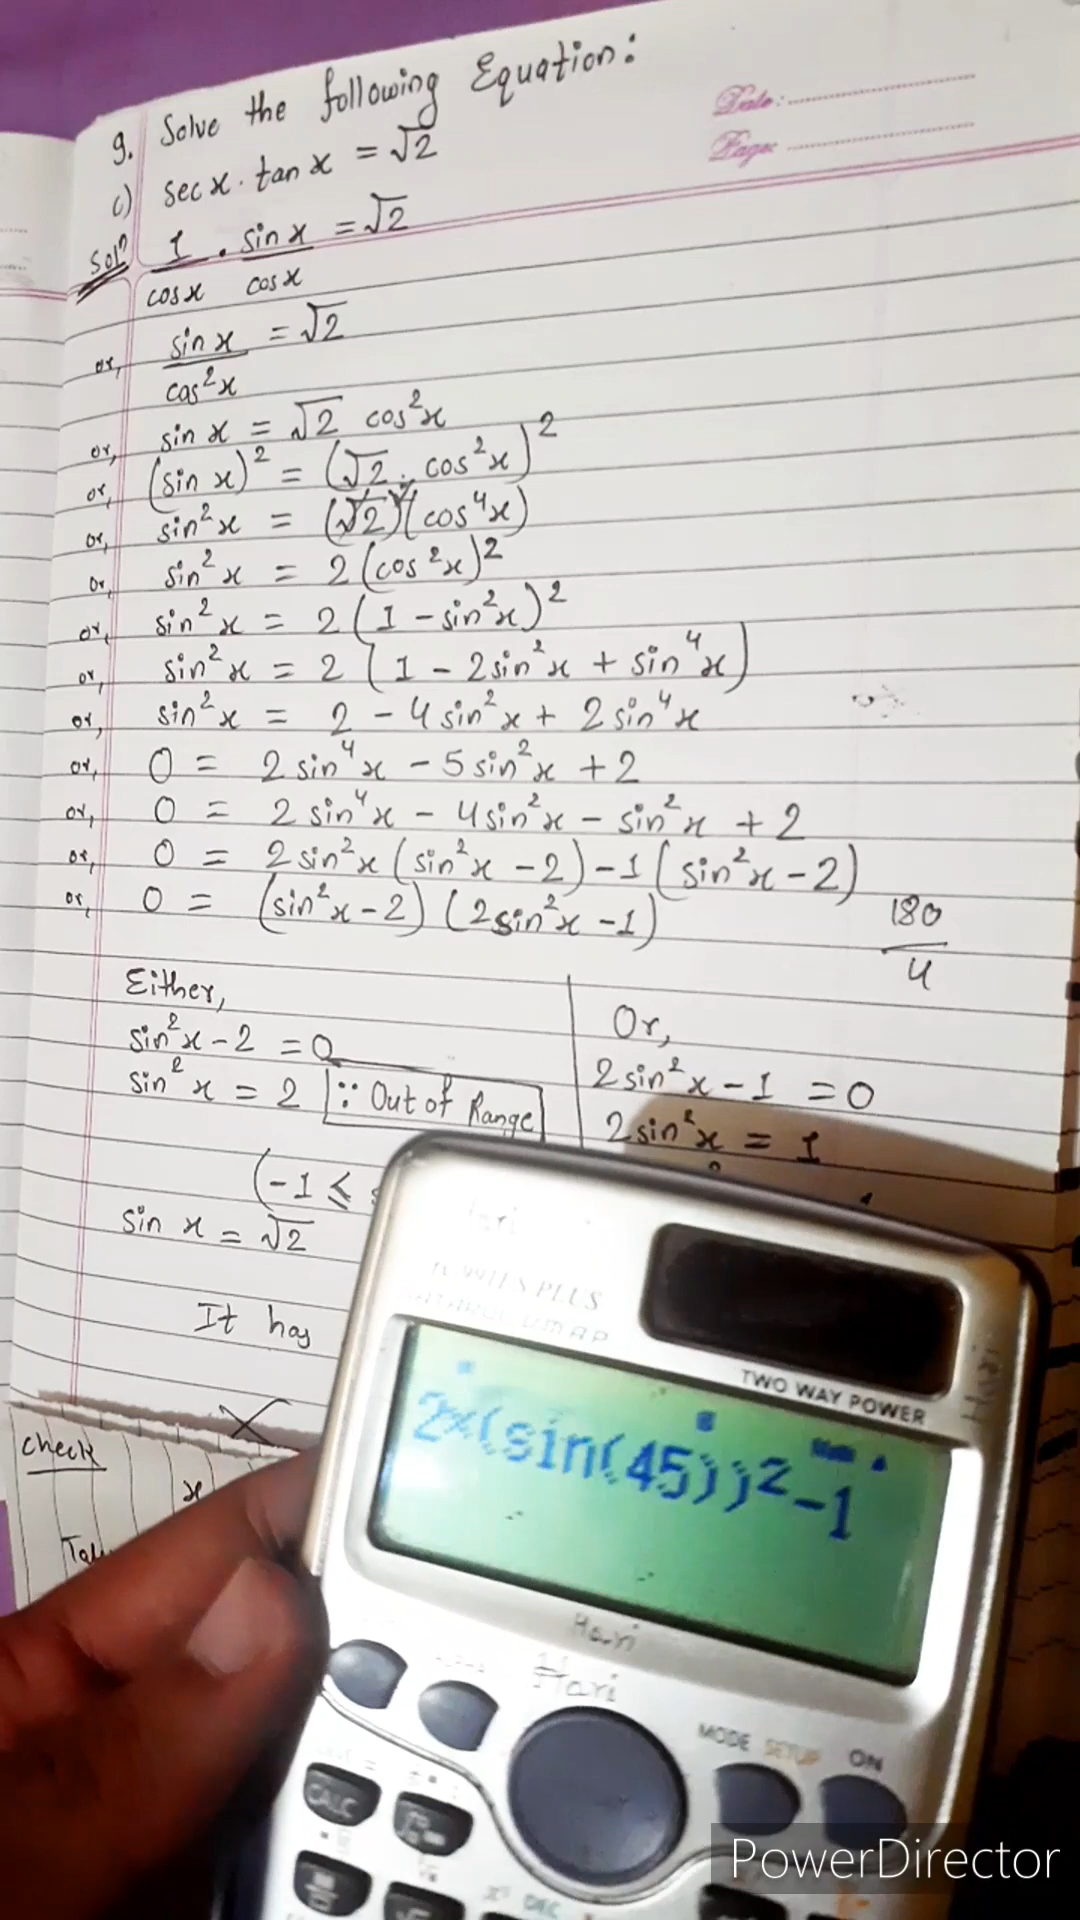 9. Solve the following Equation:
Date:
Page:
c) sec x . tan x = √2
Solⁿ 1/cos x . sin x/cos x = √2
or, sin x/cos²x = √2
or, sin x = √2 cos²x
or, (sin x)² = (√2 . cos²x)²
or, sin²x = (√2)²(cos⁴x)
or, sin²x = 2(cos²x)²
or, sin²x = 2(1 - sin²x)²
or, sin²x = 2(1 - 2sin²x + sin⁴x)
or, sin²x = 2 - 4sin²x + 2sin⁴x
or, 0 = 2sin⁴x - 5sin²x + 2
or, 0 = 2sin⁴x - 4sin²x - sin²x + 2
or, 0 = 2sin²x(sin²x - 2) - 1(sin²x - 2)
or, 0 = (sin²x - 2)(2sin²x - 1)
180/4
Either,
sin²x - 2 = 0
sin²x = 2 ∵ Out of Range
(-1 ≤
sin x = √2
It has
Or,
2sin²x - 1 = 0
2sin²x = 1
check
x
TWO WAY POWER
2×(sin(45))²-1
Hari
Hari
MODE SETUP ON
CALC
PowerDirector